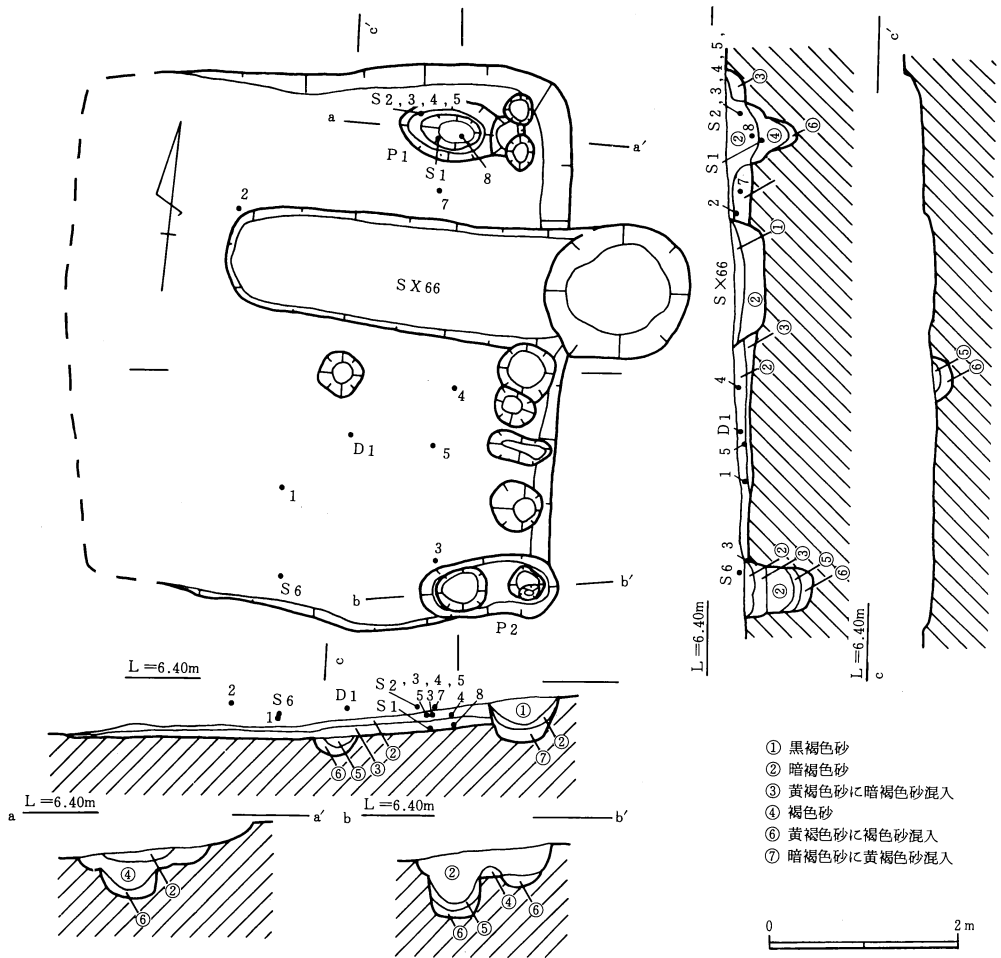 c′
S2 , 3 , 4 , 5
a
a′
P1
S1
8
7
2
SX66
4
D1
5
1
3
S6
b
b′
P2
c
L＝6.40m
2
S6
1
D1
S2 , 3 , 4 , 5
S1
5 3 7
4
8
①
②
⑦
②
③
⑤
⑥
a
L＝6.40m
a′
④
②
⑥
b
L＝6.40m
b′
②
④
⑥
⑤
⑥
S2 , 3 , 4 , 5 ,
③
S1
②
8
④
⑥
7
2
①
SX66
②
③
②
4
D1
5
1
3
S6
②
③
⑤
⑥
②
L＝6.40m
c′
⑤
⑥
L＝6.40m
c
① 黒褐色砂
② 暗褐色砂
③ 黄褐色砂に暗褐色砂混入
④ 褐色砂
⑥ 黄褐色砂に褐色砂混入
⑦ 暗褐色砂に黄褐色砂混入
0 2 m